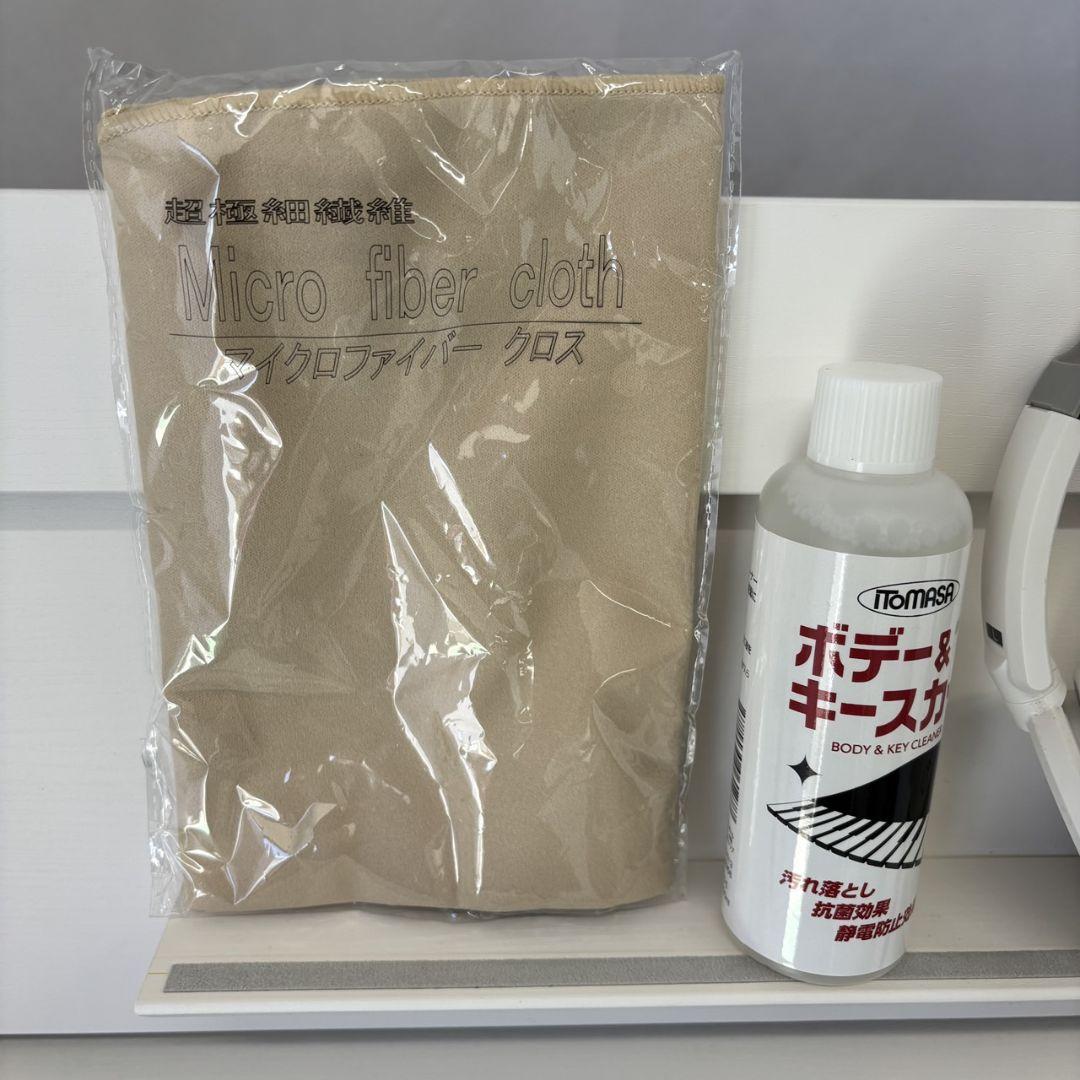 超極細繊維
Micro fiber cloth
マイクロファイバー クロス
iTOMASA
ボデー&
キースカ
BODY & KEY CLEANER
汚れ落とし
抗菌効果
静電防止効